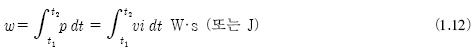 w = ∫_{t_1}^{t_2} p dt = ∫_{t_1}^{t_2} vi dt W·s (또는 J) (1.12)